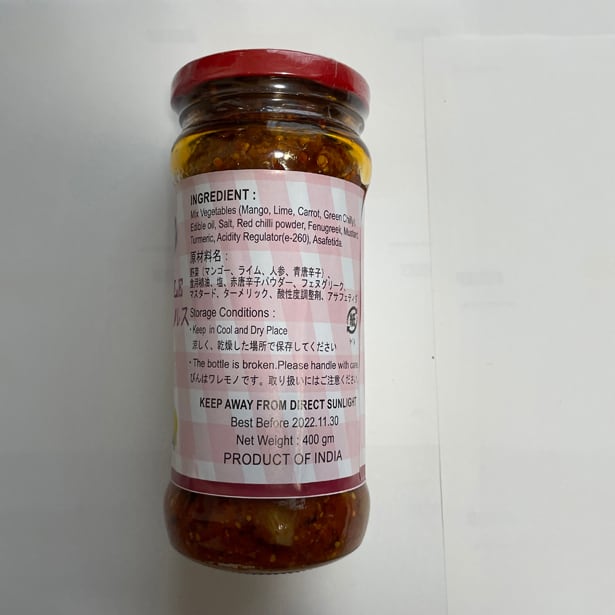 INGREDIENT :
Mix Vegetables (Mango, Lime, Carrot, Green Chilly),
Edible oil, Salt, Red chilli powder, Fenugreek, Mustard
Turmeric, Acidity Regulator(e-260), Asafetida.
原材料名 :
野菜〔マンゴー、ライム、人参、青唐辛子〕、
食用植油、塩、赤唐辛子パウダー、フェヌグリーク、
マスタード、ターメリック、酸性度調整剤、アサフェティダ
ルス
Storage Conditions :
・Keep in Cool and Dry Place
涼しく、乾燥した場所で保存してください
・The bottle is broken.Please handle with care
びんはワレモノです。取り扱いにはご注意ください
KEEP AWAY FROM DIRECT SUNLIGHT
Best Before 2022.11.30
Net Weight : 400 gm
PRODUCT OF INDIA